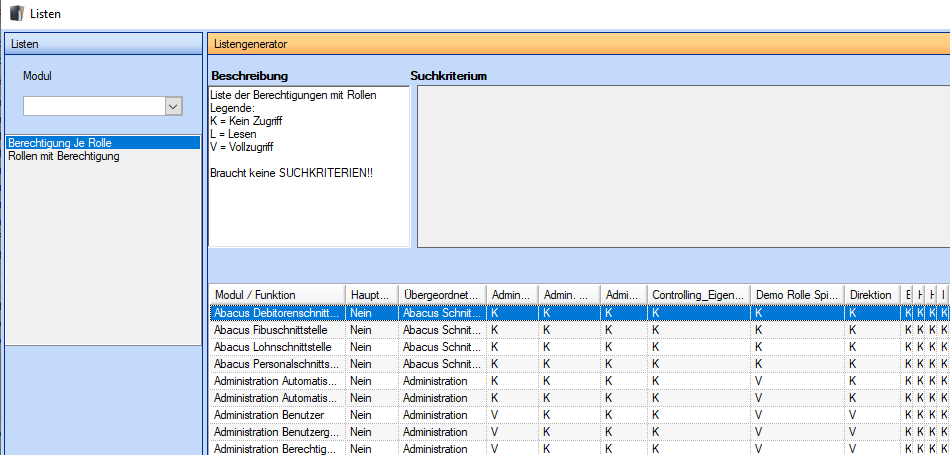 Listen
Listen
Listengenerator
Modul
Beschreibung
Suchkriterium
Liste der Berechtigungen mit Rollen
Legende:
K = Kein Zugriff
L = Lesen
V = Vollzugriff
Braucht keine SUCHKRITERIEN!!
Berechtigung Je Rolle
Rollen mit Berechtigung
Modul / Funktion Haupt... Übergeordnet... Admin... Admin. ... Admi... Controlling_Eigen... Demo Rolle Spi... Direktion E H H I
Abacus Debitorenschnitt... Nein Abacus Schnitt... K K K K K K K K K K
Abacus Fibuschnittstelle Nein Abacus Schnit... K K K K K K K K K K
Abacus Lohnschnittstelle Nein Abacus Schnit... K K K K K K K K K K
Abacus Personalschnitts... Nein Abacus Schnit... K K K K K K K K K K
Administration Automatis... Nein Administration K K K K V K K K K K
Administration Automatis... Nein Administration K K K K V K K K K K
Administration Benutzer Nein Administration V K K K V V K K K K
Administration Benutzerg... Nein Administration V K K K V V K K K K
Administration Berechtig... Nein Administration V K K K V V K K K K